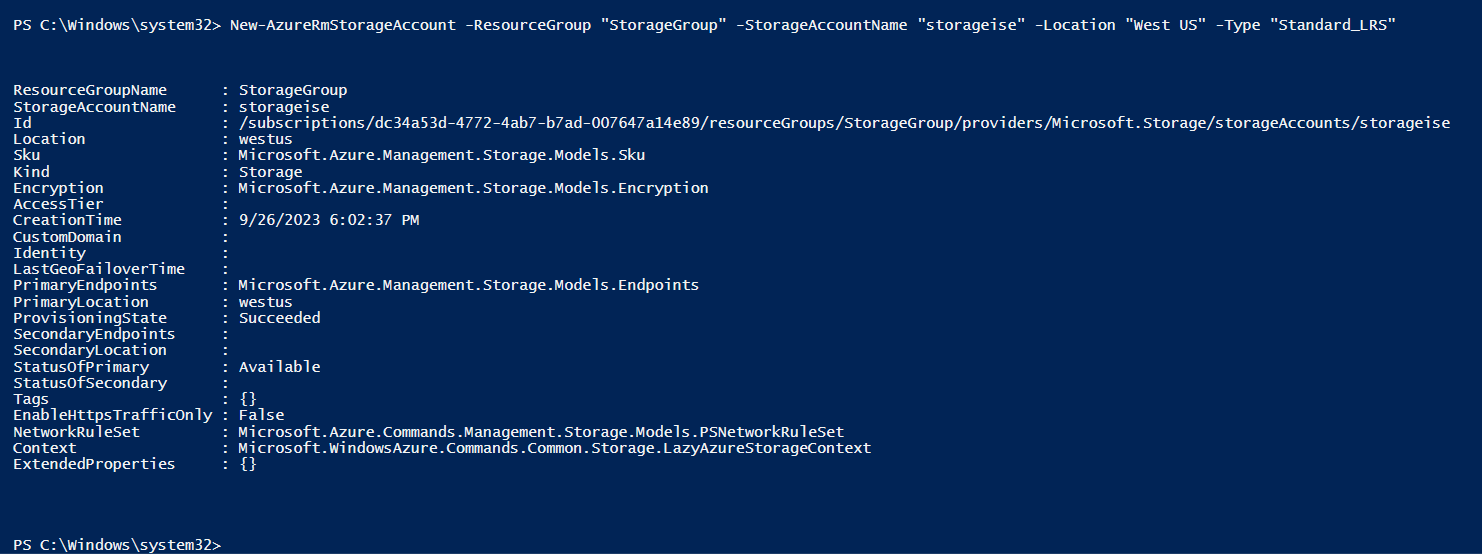 PS C:\Windows\system32> New-AzureRmStorageAccount -ResourceGroup "StorageGroup" -StorageAccountName "storageise" -Location "West US" -Type "Standard_LRS"
ResourceGroupName      : StorageGroup
StorageAccountName     : storageise
Id                     : /subscriptions/dc34a53d-4772-4ab7-b7ad-007647a14e89/resourceGroups/StorageGroup/providers/Microsoft.Storage/storageAccounts/storageise
Location               : westus
Sku                    : Microsoft.Azure.Management.Storage.Models.Sku
Kind                   : Storage
Encryption             : Microsoft.Azure.Management.Storage.Models.Encryption
AccessTier             :
CreationTime           : 9/26/2023 6:02:37 PM
CustomDomain           :
Identity               :
LastGeoFailoverTime    :
PrimaryEndpoints       : Microsoft.Azure.Management.Storage.Models.Endpoints
PrimaryLocation        : westus
ProvisioningState      : Succeeded
SecondaryEndpoints     :
SecondaryLocation      :
StatusOfPrimary        : Available
StatusOfSecondary      :
Tags                   : {}
EnableHttpsTrafficOnly : False
NetworkRuleSet         : Microsoft.Azure.Commands.Management.Storage.Models.PSNetworkRuleSet
Context                : Microsoft.WindowsAzure.Commands.Common.Storage.LazyAzureStorageContext
ExtendedProperties     : {}
PS C:\Windows\system32>